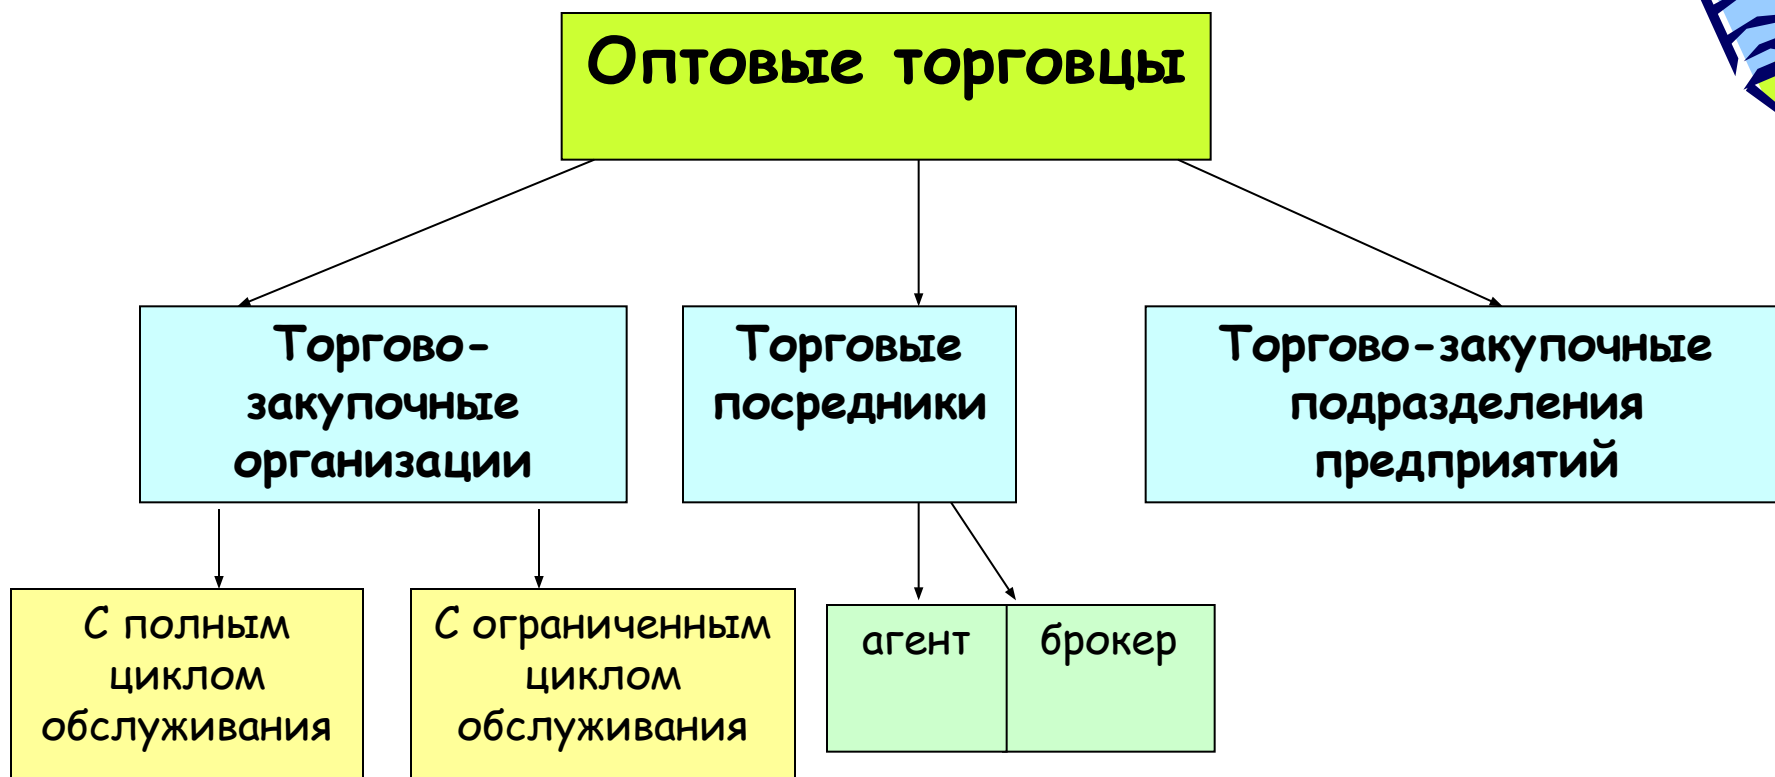 Оптовые торговцы
Торгово-
закупочные
организации
Торговые
посредники
Торгово-закупочные
подразделения
предприятий
С полным
циклом
обслуживания
С ограниченным
циклом
обслуживания
агент
брокер